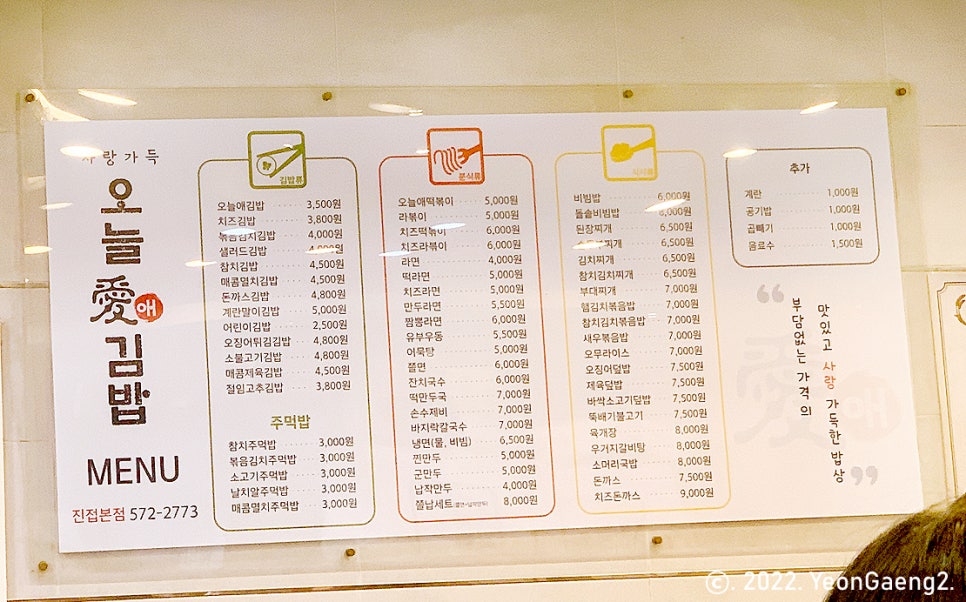 사랑가득
오늘
愛 애
김밥
MENU
진접본점 572-2773
김밥류
오늘애김밥 3,500원
치즈김밥 3,800원
볶음김치김밥 4,000원
샐러드김밥 4,000원
참치김밥 4,500원
매콤멸치김밥 4,500원
돈까스김밥 4,800원
계란말이김밥 5,000원
어린이김밥 2,500원
오징어튀김김밥 4,800원
소불고기김밥 4,800원
매콤제육김밥 4,500원
절임고추김밥 3,800원
주먹밥
참치주먹밥 3,000원
볶음김치주먹밥 3,000원
소고기주먹밥 3,000원
날치알주먹밥 3,000원
매콤멸치주먹밥 3,000원
분식류
오늘애떡볶이 5,000원
라볶이 5,000원
치즈떡볶이 6,000원
치즈라볶이 6,000원
라면 4,000원
떡라면 5,000원
치즈라면 5,000원
만두라면 5,500원
짬뽕라면 6,000원
유부우동 5,500원
어묵탕 5,000원
쫄면 6,000원
잔치국수 6,000원
떡만두국 7,000원
손수제비 7,000원
바지락칼국수 7,000원
냉면(물, 비빔) 6,500원
찐만두 5,000원
군만두 5,000원
납작만두 4,000원
쫄납세트(쫄면+납작만두) 8,000원
식사류
비빔밥 6,000원
돌솥비빔밥
된장찌개 6,500원
찌개 6,500원
김치찌개 6,500원
참치김치찌개 6,500원
부대찌개 7,000원
햄김치볶음밥 7,000원
참치김치볶음밥 7,000원
새우볶음밥 7,000원
오므라이스 7,000원
오징어덮밥 7,500원
제육덮밥 7,500원
바싹소고기덮밥 7,500원
뚝배기불고기 7,500원
육개장 8,000원
우거지갈비탕 8,000원
소머리국밥 8,000원
돈까스 7,500원
치즈돈까스 9,000원
추가
계란 1,000원
공기밥 1,000원
곱빼기 1,000원
음료수 1,500원
“
맛있고 사랑 가득한 밥상
부담없는 가격의
”
愛 애
©. 2022. YeonGaeng2.